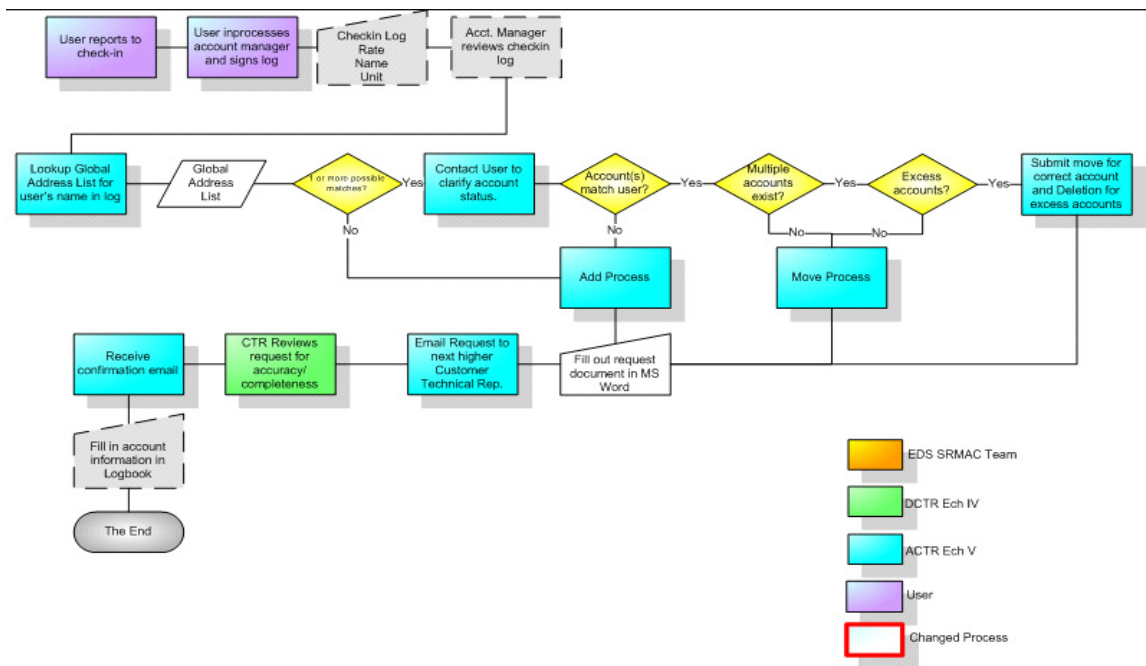 User reports to
check-in
User inprocesses
account manager
and signs log
Checkin Log
Rate
Name
Unit
Acct. Manager
reviews checkin
log
Lookup Global
Address List for
user's name in log
Global
Address
List
1 or more possible
matches?
Yes
Contact User to
clarify account
status.
Account(s)
match user?
Yes
Multiple
accounts
exist?
Yes
Excess
accounts?
Yes
Submit move for
correct account
and Deletion for
excess accounts
No
No
No
No
Add Process
Move Process
Receive
confirmation email
CTR Reviews
request for
accuracy/
completeness
Email Request to
next higher
Customer
Technical Rep.
Fill out request
document in MS
Word
Fill in account
information in
Logbook
The End
EDS SRMAC Team
DCTR Ech IV
ACTR Ech V
User
Changed Process